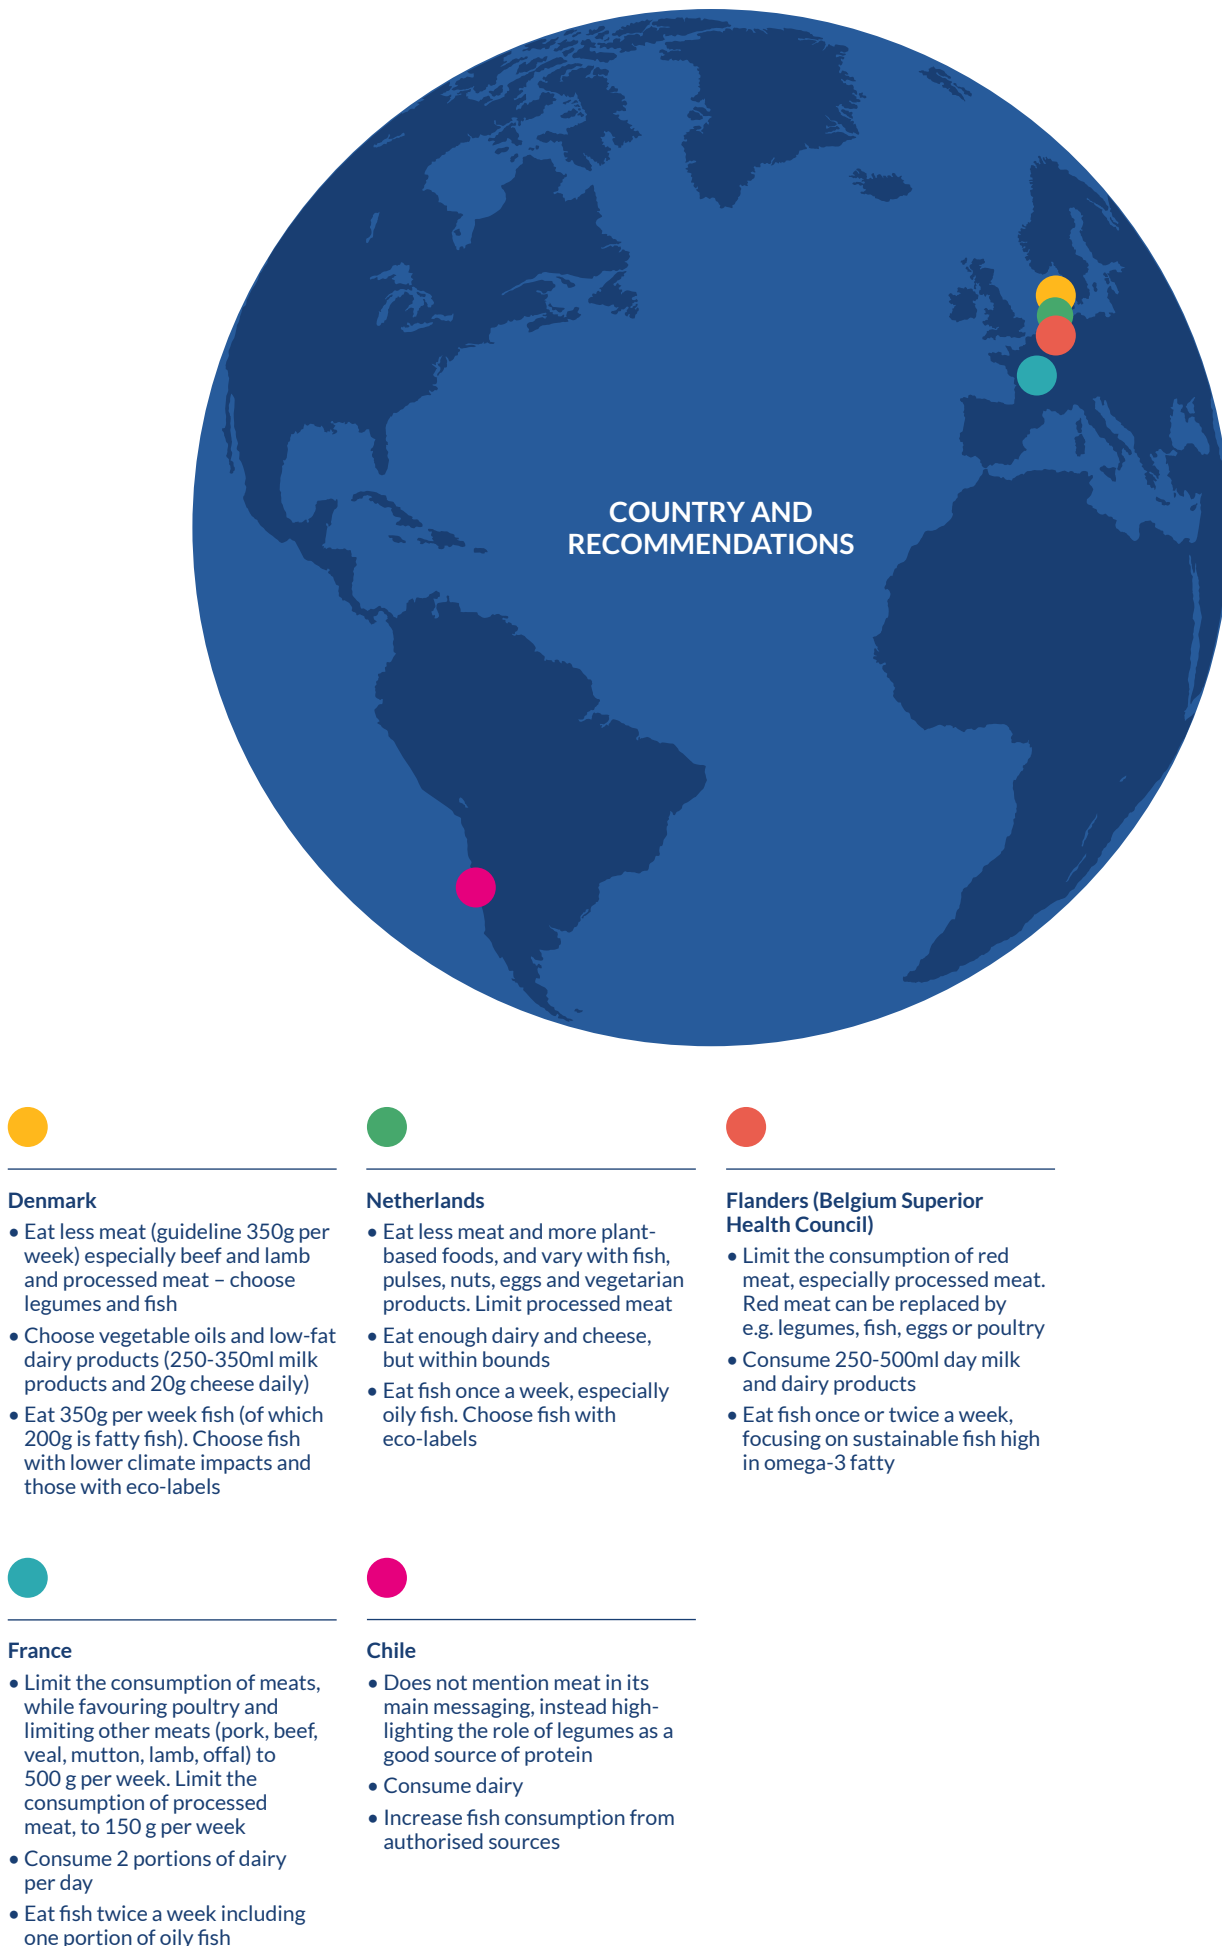 COUNTRY AND
RECOMMENDATIONS
Denmark
• Eat less meat (guideline 350g per
week) especially beef and lamb
and processed meat – choose
legumes and fish
• Choose vegetable oils and low-fat
dairy products (250-350ml milk
products and 20g cheese daily)
• Eat 350g per week fish (of which
200g is fatty fish). Choose fish
with lower climate impacts and
those with eco-labels
Netherlands
• Eat less meat and more plant-
based foods, and vary with fish,
pulses, nuts, eggs and vegetarian
products. Limit processed meat
• Eat enough dairy and cheese,
but within bounds
• Eat fish once a week, especially
oily fish. Choose fish with
eco-labels
Flanders (Belgium Superior
Health Council)
• Limit the consumption of red
meat, especially processed meat.
Red meat can be replaced by
e.g. legumes, fish, eggs or poultry
• Consume 250-500ml day milk
and dairy products
• Eat fish once or twice a week,
focusing on sustainable fish high
in omega-3 fatty
France
• Limit the consumption of meats,
while favouring poultry and
limiting other meats (pork, beef,
veal, mutton, lamb, offal) to
500 g per week. Limit the
consumption of processed
meat, to 150 g per week
• Consume 2 portions of dairy
per day
• Eat fish twice a week including
one portion of oily fish
Chile
• Does not mention meat in its
main messaging, instead high-
lighting the role of legumes as a
good source of protein
• Consume dairy
• Increase fish consumption from
authorised sources